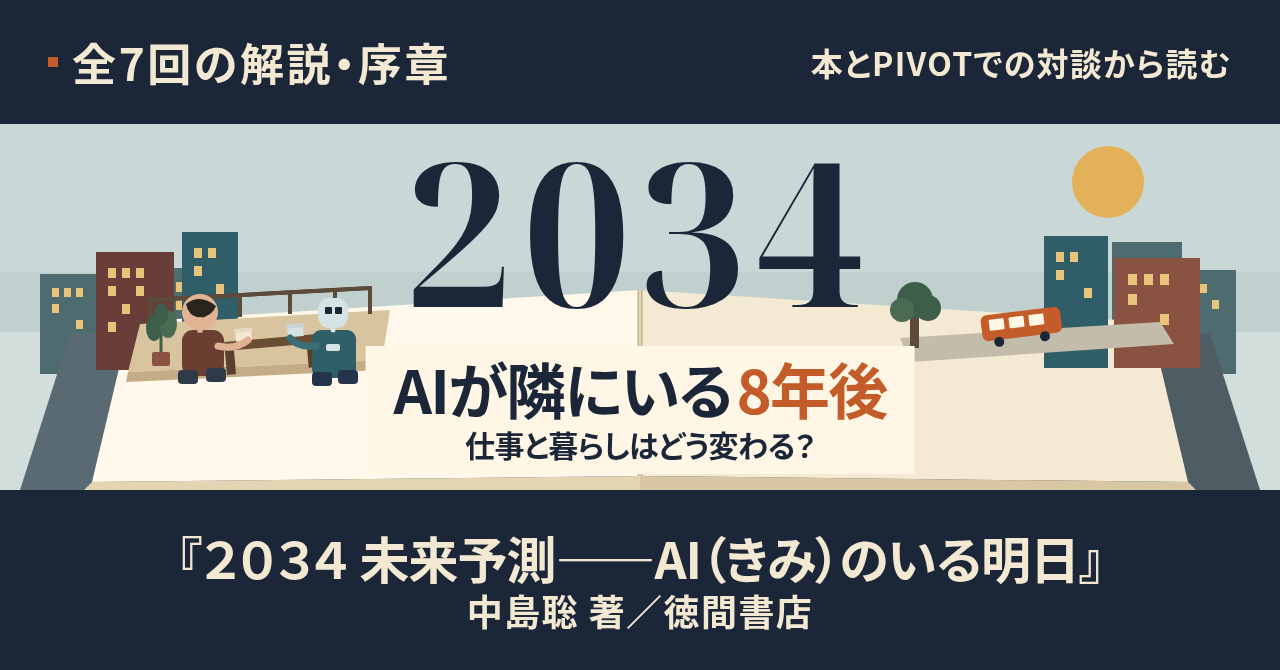 全7回の解説・序章
本とPIVOTでの対談から読む
2034
AIが隣にいる8年後
仕事と暮らしはどう変わる?
『２０３４ 未来予測――AI（きみ）のいる明日』
中島聡 著／徳間書店